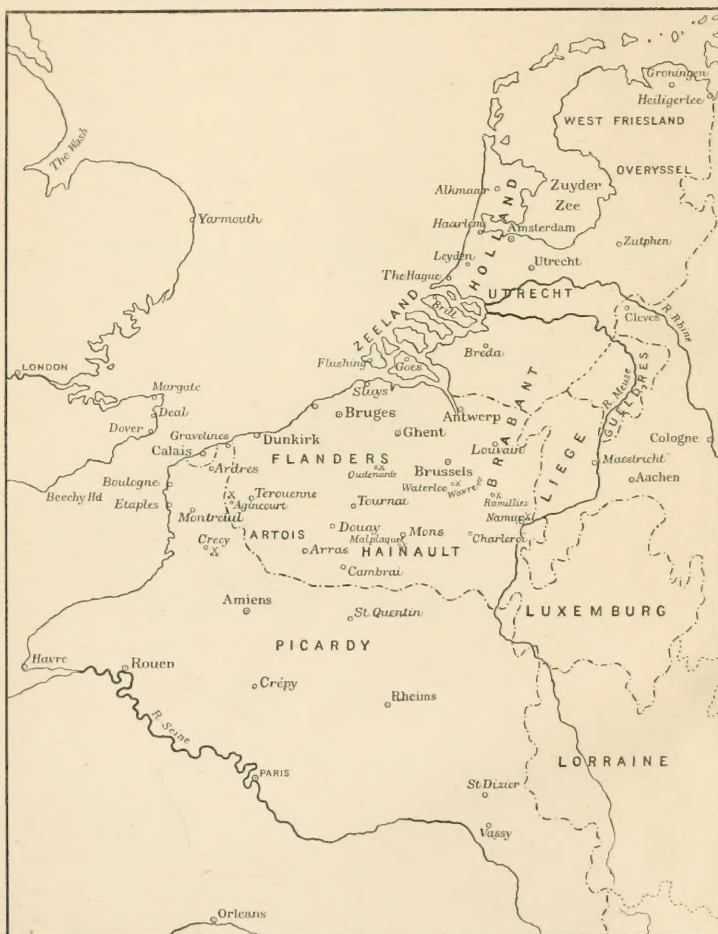 Groningen
Heiligerlee
WEST FRIESLAND
The Wash
OVERYSSEL
Alkmaar
Zuyder
Zee
HOLLAND
Yarmouth
Haarlem
Amsterdam
Zutphen
Leyden
Utrecht
The Hague
UTRECHT
Brill
R. Rhine
Cleves
ZEELAND
Breda
Flushing
Goes
LONDON
Sluys
R. Meuse
GUELDRES
Margate
Deal
Bruges
Antwerp
BRABANT
Dover
Gravelines
Dunkirk
Ghent
Cologne
Calais
Louvain
LIEGE
FLANDERS
Ardres
Oudenarde
Brussels
Maestricht
Boulogne
Waterloo
Wavre
Aachen
Beechy Hd
Etaples
Terouenne
Agincourt
Tournai
Ramillies
Montreuil
Namur
Crecy
ARTOIS
Douay
Malplaquet
Mons
Charleroi
Arras
HAINAULT
Cambrai
Amiens
St Quentin
LUXEMBURG
PICARDY
Havre
Rouen
Crépy
Rheims
R. Seine
LORRAINE
PARIS
St Dizier
Vassy
Orleans